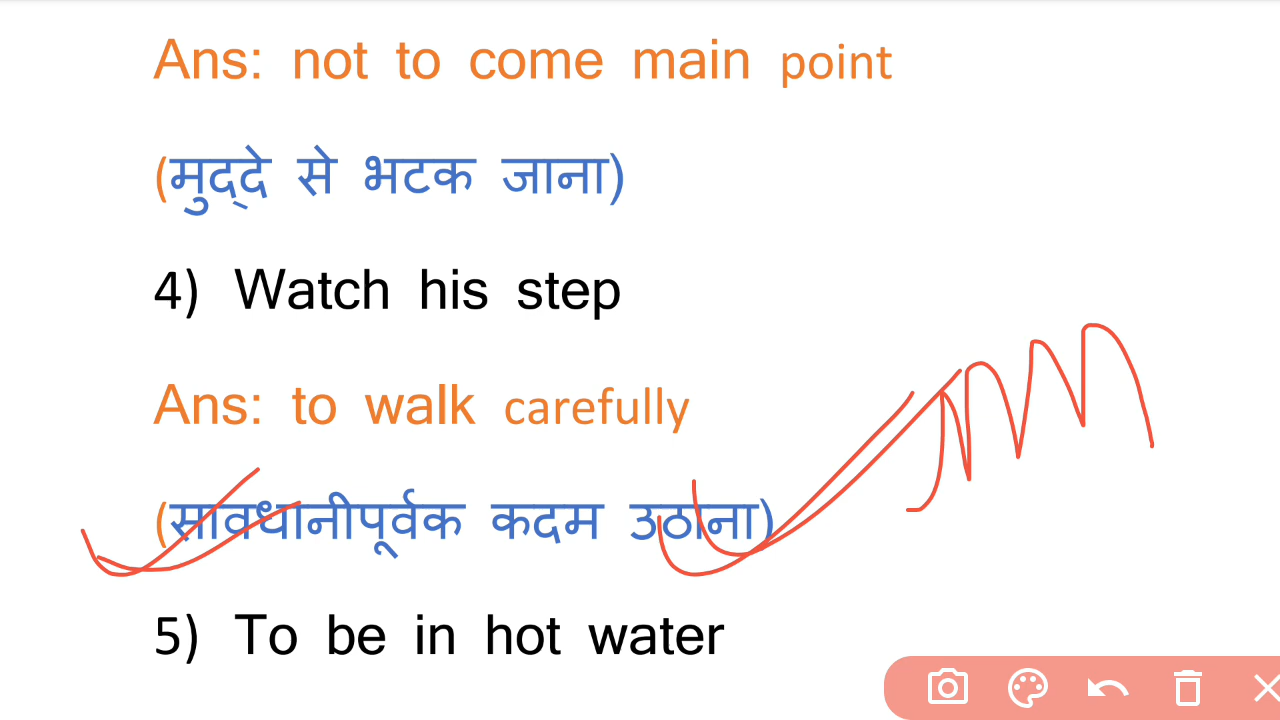 Ans: not to come main point
(मुद्‌दे से भटक जाना)
4) Watch his step
Ans: to walk carefully
(सावधानीपूर्वक कदम उठाना)
5) To be in hot water